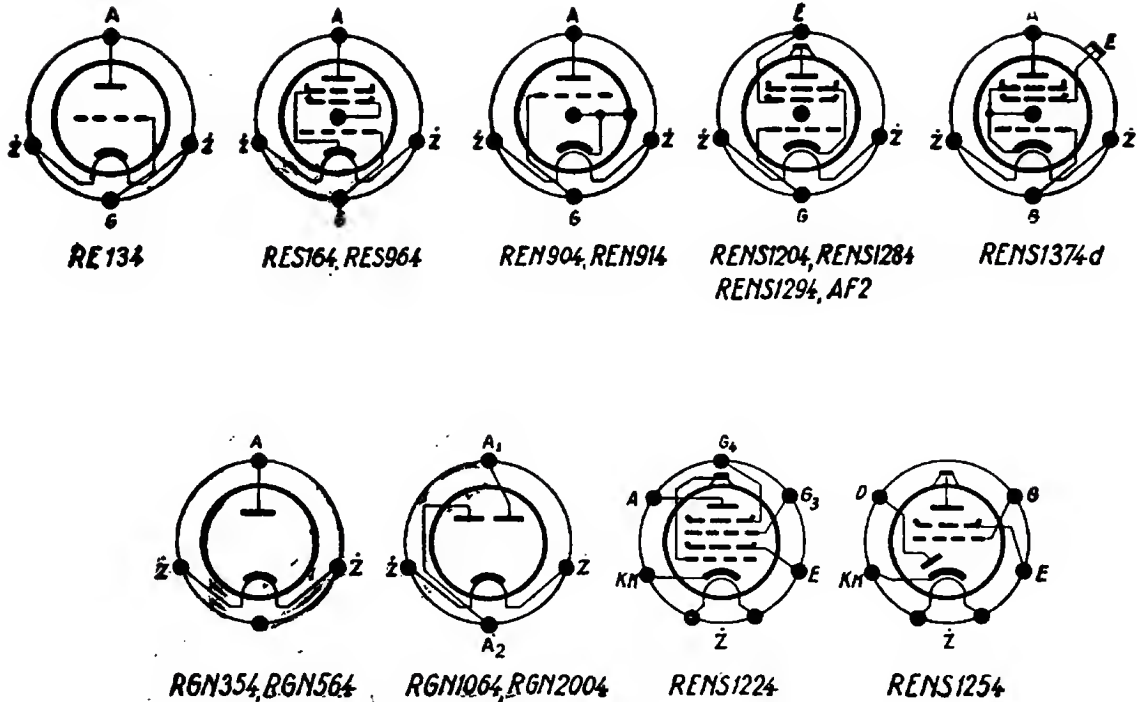 A A A E A E
Ż Ż Ż Ż Ż Ż Ż Ż Ż Ż
G G G G B
RE134 RES164, RES964 REN904, REN914 RENS1204, RENS1284 RENS1374d
RENS1294, AF2
A A₁ G₄
A G₃ D G
Ż Ż Ż Z KM E KM E
A₂ Ż Ż
RGN354, RGN564 RGN1064, RGN2004 RENS1224 RENS1254